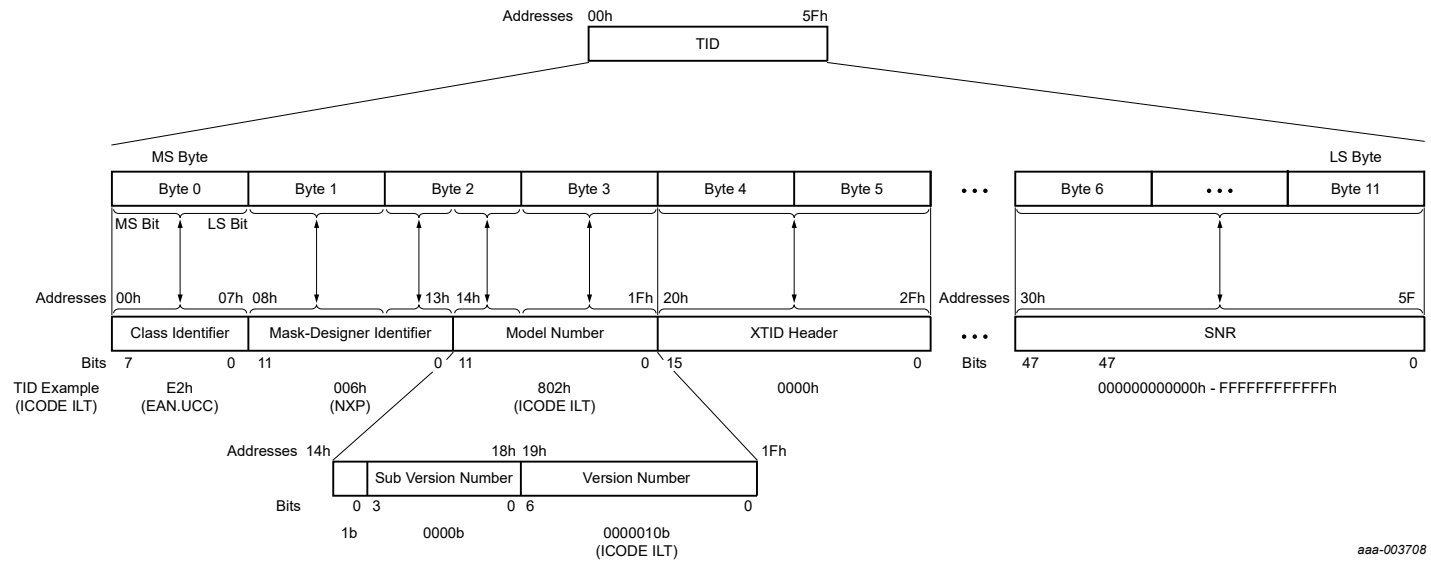 Addresses 00h 5Fh
TID
MS Byte LS Byte
Byte 0 Byte 1 Byte 2 Byte 3 Byte 4 Byte 5 ••• Byte 6 ••• Byte 11
MS Bit LS Bit
Addresses 00h 07h 08h 13h 14h 1Fh 20h 2Fh Addresses 30h 5F
Class Identifier Mask-Designer Identifier Model Number XTID Header ••• SNR
Bits 7 0 11 0 11 0 15 0 Bits 47 47 0
TID Example E2h 006h 802h 0000h 000000000000h - FFFFFFFFFFFFh
(ICODE ILT) (EAN.UCC) (NXP) (ICODE ILT)
Addresses 14h 18h 19h 1Fh
Sub Version Number Version Number
Bits 0 3 0 6 0
1b 0000b 0000010b
(ICODE ILT)
aaa-003708